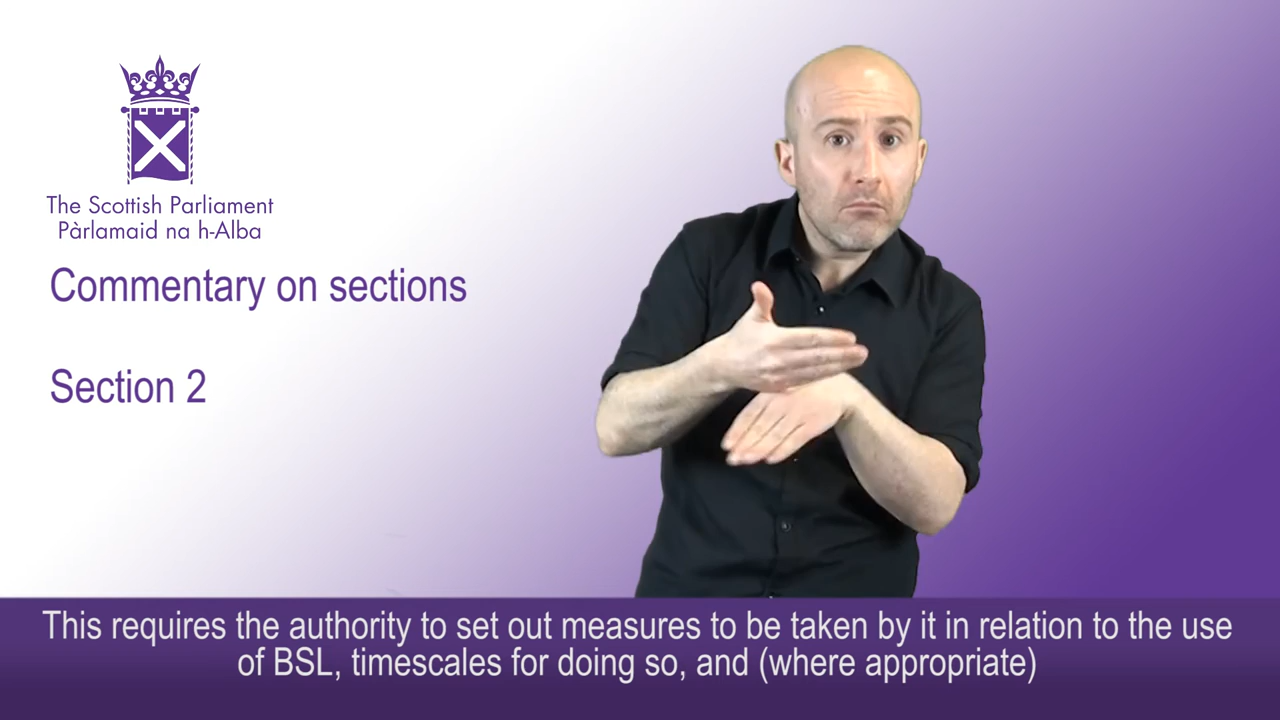 The Scottish Parliament
Pàrlamaid na h-Alba
Commentary on sections
Section 2
This requires the authority to set out measures to be taken by it in relation to the use
of BSL, timescales for doing so, and (where appropriate)